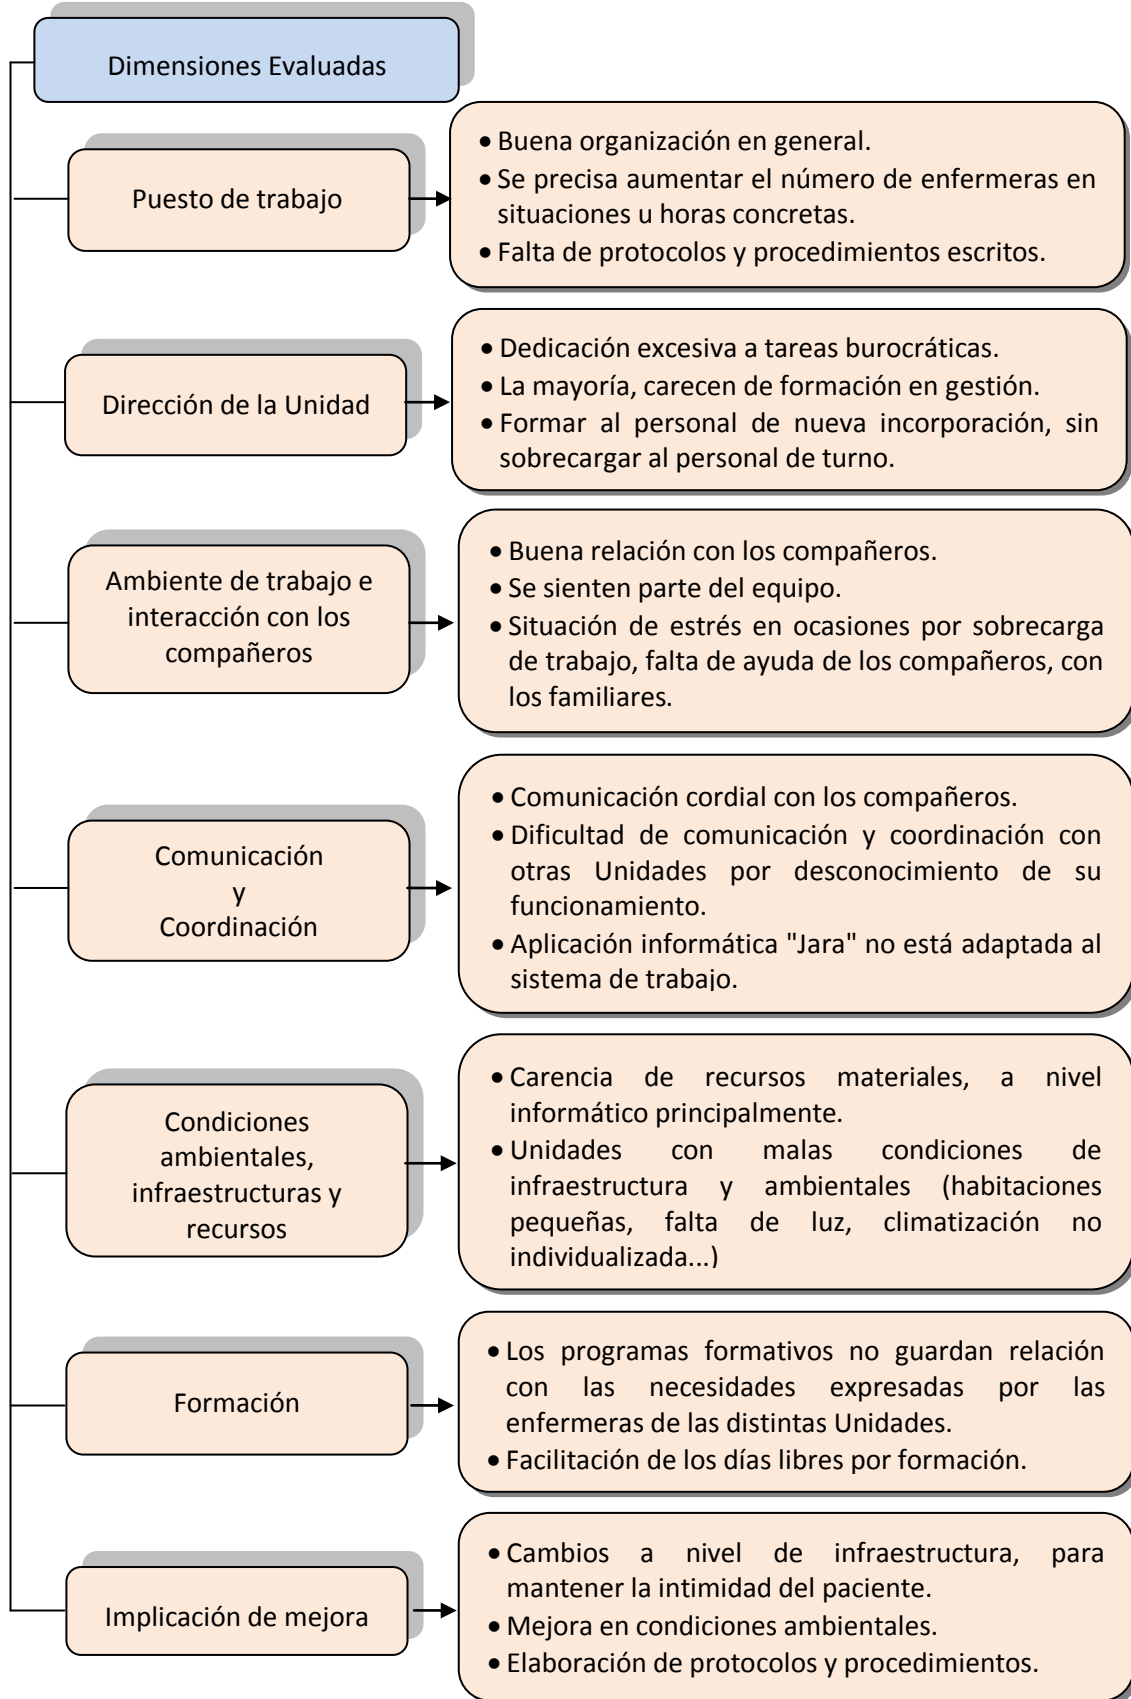 Dimensiones Evaluadas
Puesto de trabajo
• Buena organización en general.
• Se precisa aumentar el número de enfermeras en
situaciones u horas concretas.
• Falta de protocolos y procedimientos escritos.
Dirección de la Unidad
• Dedicación excesiva a tareas burocráticas.
• La mayoría, carecen de formación en gestión.
• Formar al personal de nueva incorporación, sin
sobrecargar al personal de turno.
Ambiente de trabajo e
interacción con los
compañeros
• Buena relación con los compañeros.
• Se sienten parte del equipo.
• Situación de estrés en ocasiones por sobrecarga
de trabajo, falta de ayuda de los compañeros, con
los familiares.
Comunicación
y
Coordinación
• Comunicación cordial con los compañeros.
• Dificultad de comunicación y coordinación con
otras Unidades por desconocimiento de su
funcionamiento.
• Aplicación informática "Jara" no está adaptada al
sistema de trabajo.
Condiciones
ambientales,
infraestructuras y
recursos
• Carencia de recursos materiales, a nivel
informático principalmente.
• Unidades con malas condiciones de
infraestructura y ambientales (habitaciones
pequeñas, falta de luz, climatización no
individualizada...)
Formación
• Los programas formativos no guardan relación
con las necesidades expresadas por las
enfermeras de las distintas Unidades.
• Facilitación de los días libres por formación.
Implicación de mejora
• Cambios a nivel de infraestructura, para
mantener la intimidad del paciente.
• Mejora en condiciones ambientales.
• Elaboración de protocolos y procedimientos.